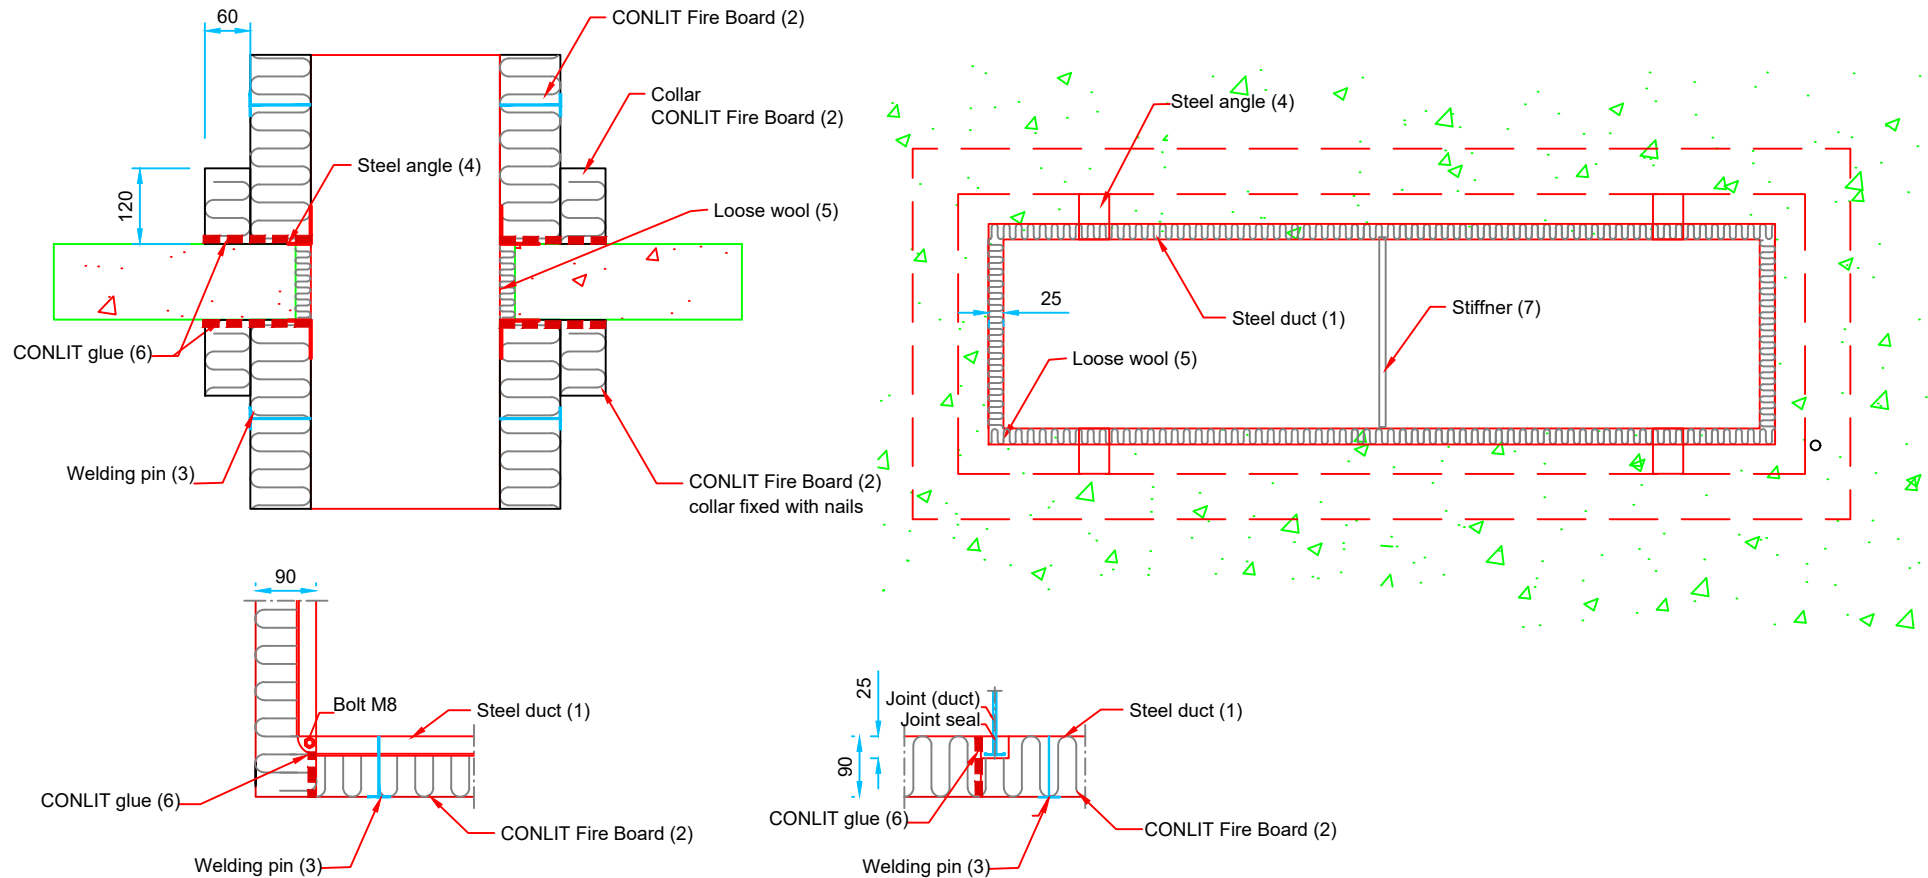 60
CONLIT Fire Board (2)
Collar
CONLIT Fire Board (2)
Steel angle (4)
120
Loose wool (5)
CONLIT glue (6)
Welding pin (3)
CONLIT Fire Board (2)
collar fixed with nails
Steel angle (4)
25
Steel duct (1)
Stiffner (7)
Loose wool (5)
90
Bolt M8
Steel duct (1)
CONLIT glue (6)
CONLIT Fire Board (2)
Welding pin (3)
25
90
Joint (duct)
Joint seal
Steel duct (1)
CONLIT glue (6)
CONLIT Fire Board (2)
Welding pin (3)